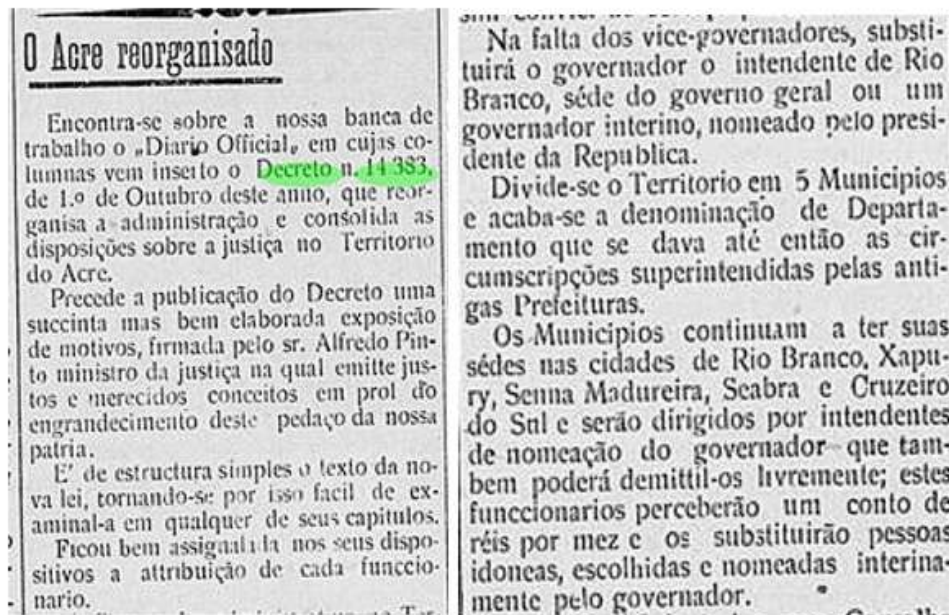 O Acre reorganisado
Encontra-se sobre a nossa banca de
trabalho o „Diario Official„ em cujas co-
lumnas vem inserto o Decreto n. 14.383,
de 1.º de Outubro deste anno, que reor-
ganisa a administração e consolida as
disposições sobre a justiça no Territorio
do Acre.
Precede a publicação do Decreto uma
succinta mas bem elaborada exposição
de motivos, firmada pelo sr. Alfredo Pin-
to ministro da justiça na qual emitte jus-
tos e merecidos conceitos em prol do
engrandecimento deste pedaço da nossa
patria.
E' de estructura simples o texto da no-
va lei, tornando-se por isso facil de ex-
aminal-a em qualquer de seus capitulos.
Ficou bem assignalada nos seus dispo-
sitivos a attribuição de cada funccio-
nario.
Na falta dos vice-governadores, substi-
tuirá o governador o intendente de Rio
Branco, séde do governo geral ou um
governador interino, nomeado pelo presi-
dente da Republica.
Divide-se o Territorio em 5 Municipios
e acaba-se a denominação de Departa-
mento que se dava até então as cir-
cumscripções superintendidas pelas anti-
gas Prefeituras.
Os Municipios continuam a ter suas
sédes nas cidades de Rio Branco, Xapu-
ry, Senna Madureira, Seabra e Cruzeiro
do Snl e serão dirigidos por intendentes
de nomeação do governador que tam-
bem poderá demittil-os livremente; estes
funccionarios perceberão um conto de
réis por mez e os substituirão pessoas
idoneas, escolhidas e nomeadas interina-
mente pelo governador.